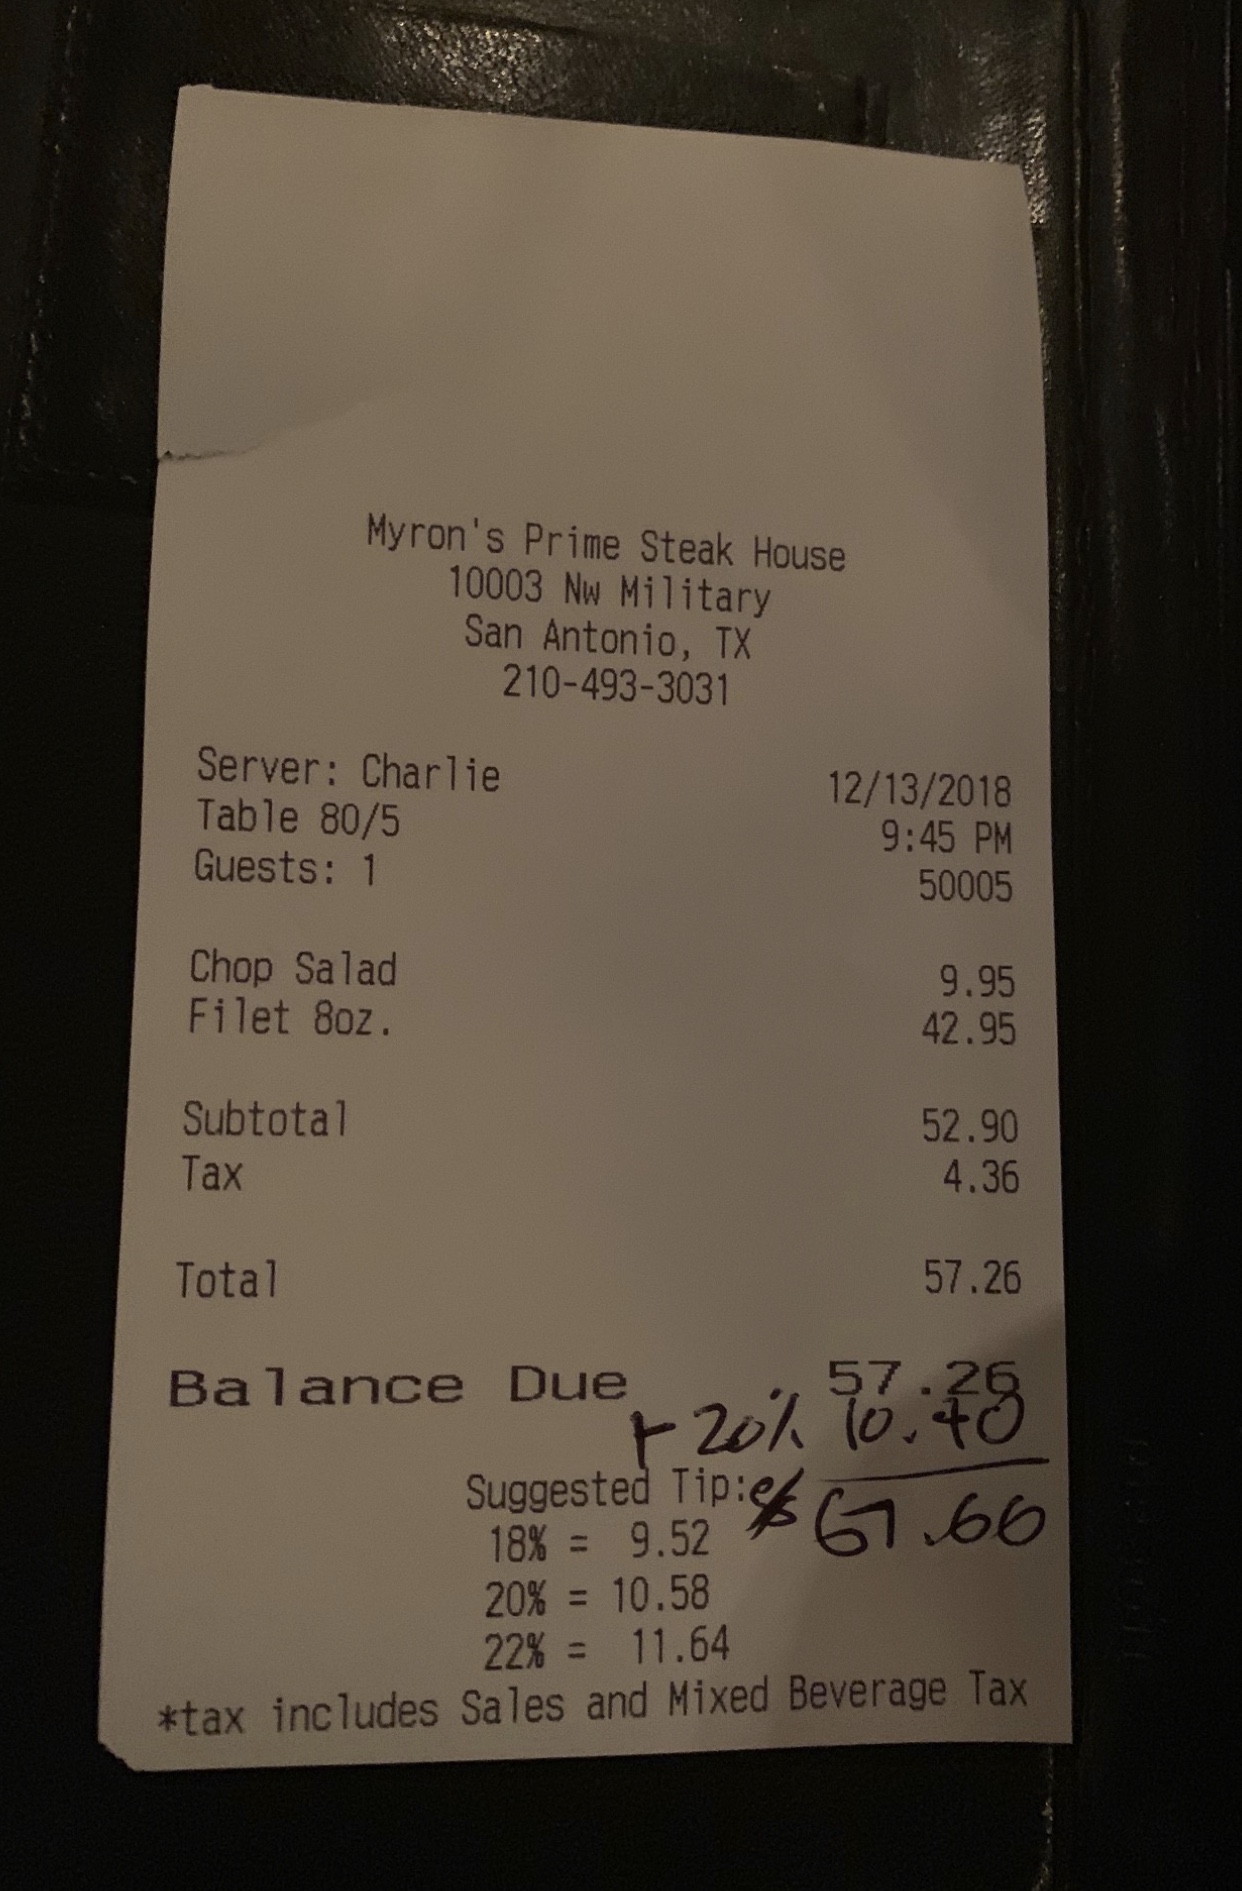 Myron's Prime Steak House
10003 Nw Military
San Antonio, TX
210-493-3031
Server: Charlie 12/13/2018
Table 80/5 9:45 PM
Guests: 1 50005
Chop Salad 9.95
Filet 8oz. 42.95
Subtotal 52.90
Tax 4.36
Total 57.26
Balance Due 57.26
+ 20% 10.40
Suggested Tip: $ 67.66
18% = 9.52
20% = 10.58
22% = 11.64
*tax includes Sales and Mixed Beverage Tax